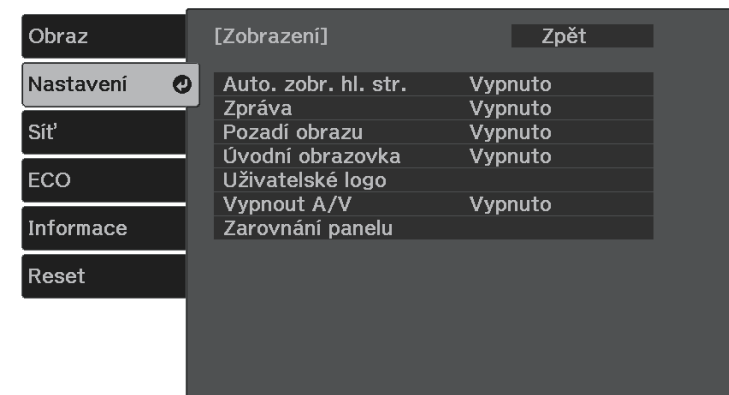 Obraz
Nastavení
Síť
ECO
Informace
Reset
[Zobrazení] Zpět
Auto. zobr. hl. str. Vypnuto
Zpráva Vypnuto
Pozadí obrazu Vypnuto
Úvodní obrazovka Vypnuto
Uživatelské logo
Vypnout A/V Vypnuto
Zarovnání panelu